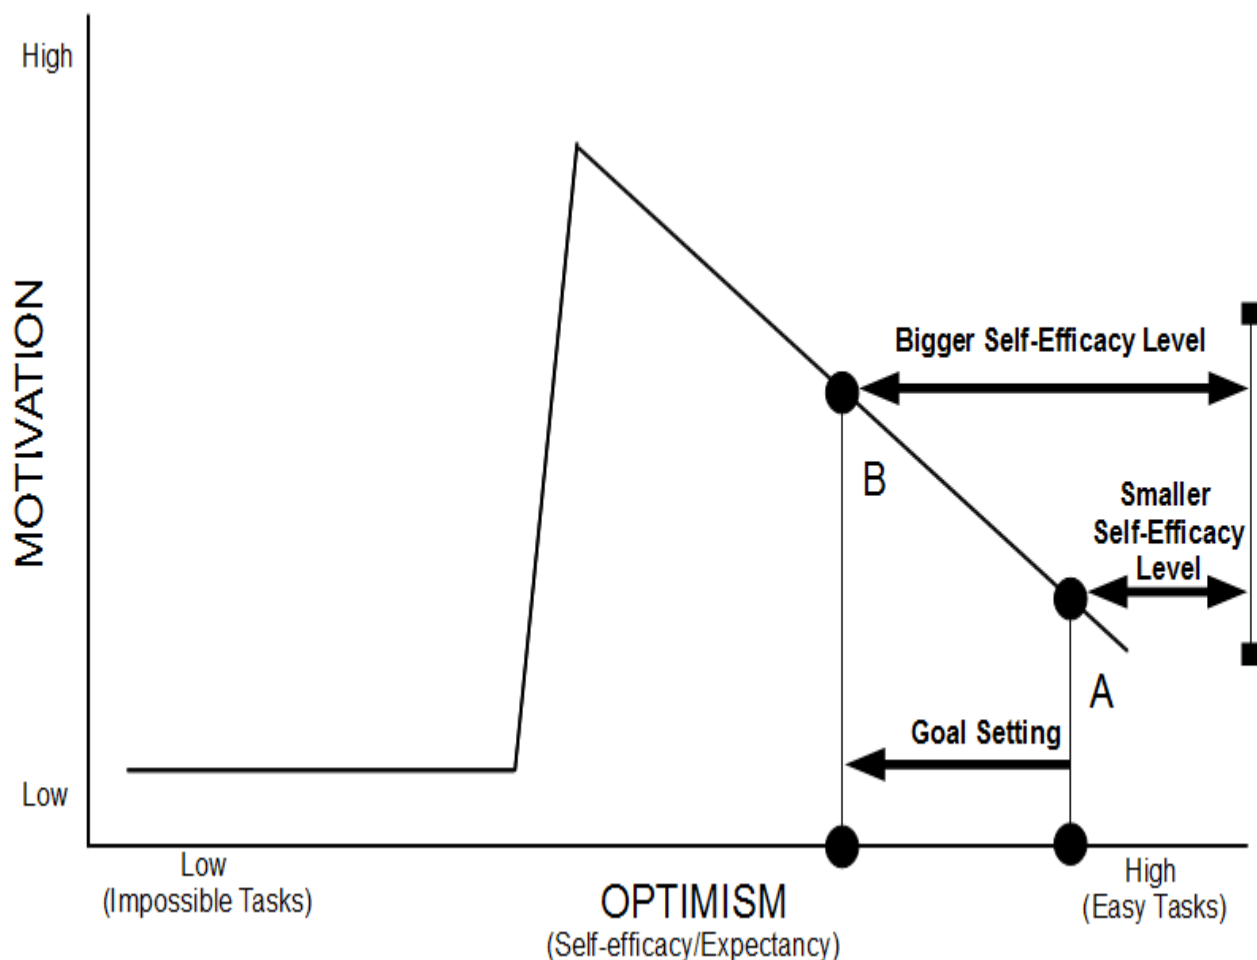 High
MOTIVATION
Low
Bigger Self-Efficacy Level
B
Smaller
Self-Efficacy
Level
A
Goal Setting
Low
(Impossible Tasks)
OPTIMISM
(Self-efficacy/Expectancy)
High
(Easy Tasks)